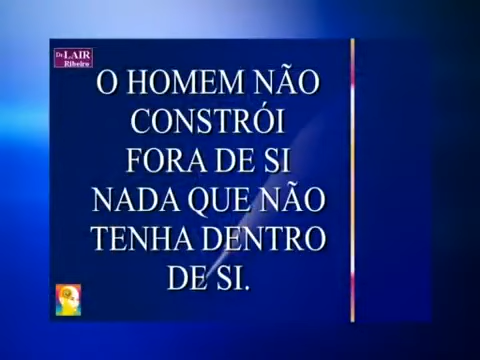 Dr. LAIR
Ribeiro
O HOMEM NÃO
CONSTRÓI
FORA DE SI
NADA QUE NÃO
TENHA DENTRO
DE SI.